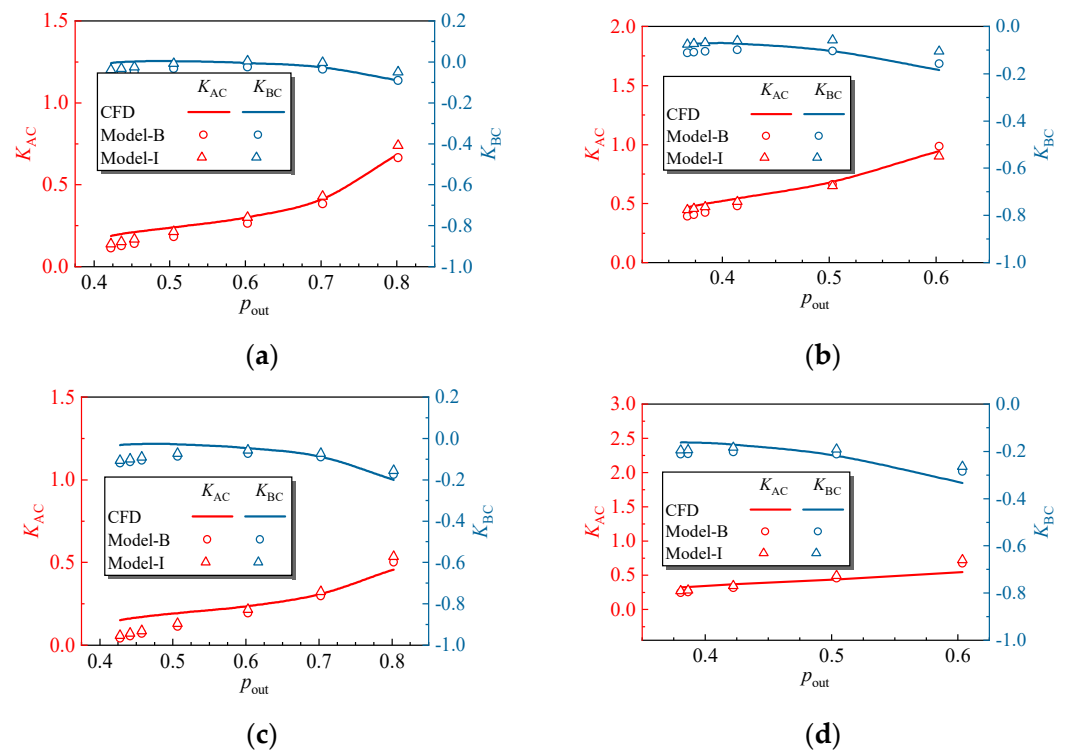 1.5
1.0
0.5
0.0
K_AC
0.2
0.0
-0.2
-0.4
-0.6
-0.8
-1.0
K_BC
K_AC K_BC
CFD
Model-B
Model-I
0.4 0.5 0.6 0.7 0.8
p_out
(a)
2.0
1.5
1.0
0.5
0.0
K_AC
0.0
-0.2
-0.4
-0.6
-0.8
-1.0
K_BC
K_AC K_BC
CFD
Model-B
Model-I
0.4 0.5 0.6
p_out
(b)
1.5
1.0
0.5
0.0
K_AC
0.2
0.0
-0.2
-0.4
-0.6
-0.8
-1.0
K_BC
K_AC K_BC
CFD
Model-B
Model-I
0.4 0.5 0.6 0.7 0.8
p_out
(c)
3.0
2.5
2.0
1.5
1.0
0.5
0.0
K_AC
0.0
-0.2
-0.4
-0.6
-0.8
-1.0
K_BC
K_AC K_BC
CFD
Model-B
Model-I
0.4 0.5 0.6
p_out
(d)